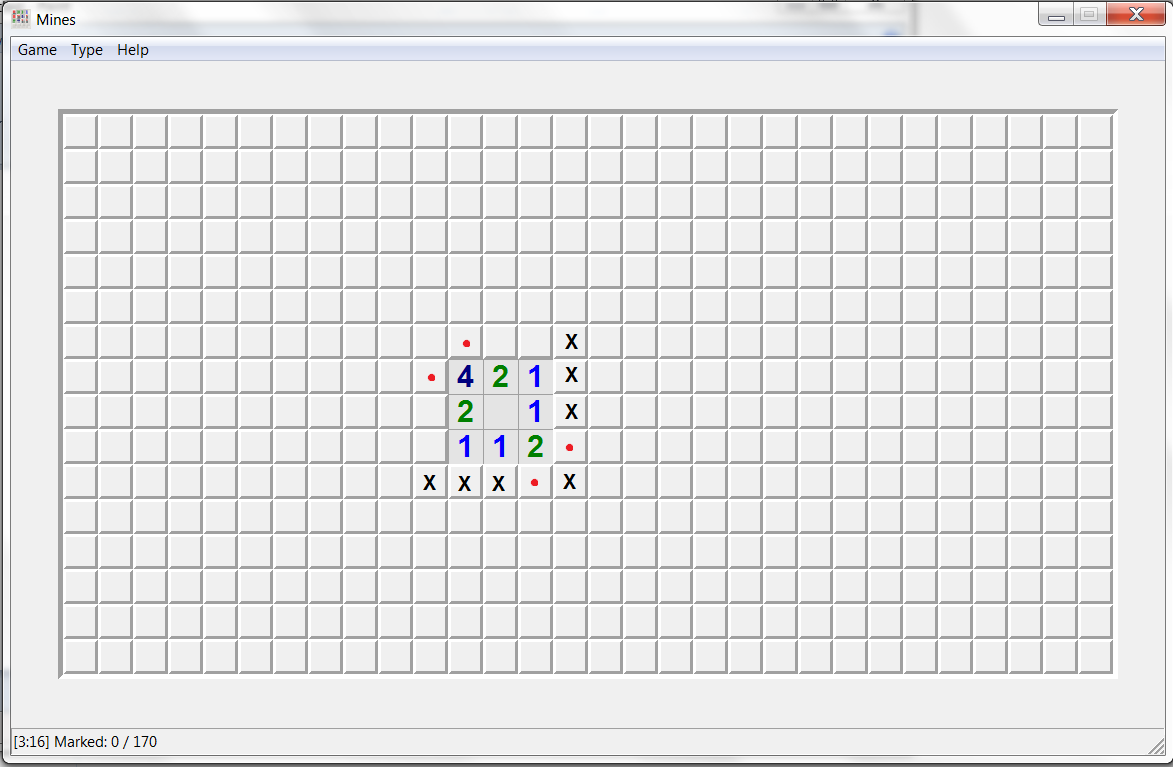 Mines
Game Type Help
X
4 2 1 X
2 1 X
1 1 2
X X X X
[3:16] Marked: 0 / 170